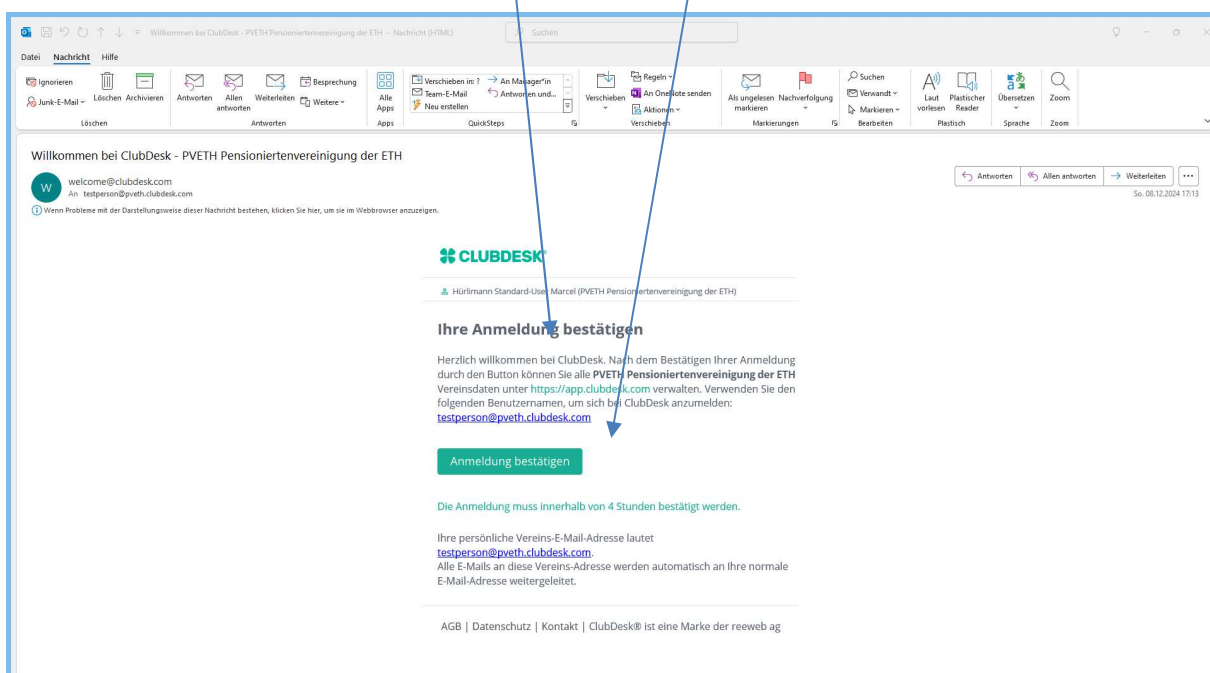 Willkommen bei ClubDesk - PVETH Pensioniertenvereinigung der ETH - Nachricht (HTML)
Suchen
Datei Nachricht Hilfe
Ignorieren
Junk-E-Mail
Löschen Archivieren
Antworten Allen antworten Weiterleiten
Besprechung
Weitere
Alle Apps
Verschieben in: ? An Manager*in
Team-E-Mail Antworten und...
Neu erstellen
Verschieben
Regeln
An OneNote senden
Aktionen
Als ungelesen markieren Nachverfolgung
Suchen
Verwandt
Markieren
Laut vorlesen Plastischer Reader
Übersetzen
Zoom
Löschen Antworten Apps QuickSteps Verschieben Markierungen Bearbeiten Plastisch Sprache Zoom
Willkommen bei ClubDesk - PVETH Pensioniertenvereinigung der ETH
W
welcome@clubdesk.com
An testperson@pveth.clubdesk.com
Antworten Allen antworten Weiterleiten
So. 08.12.2024 17:13
Wenn Probleme mit der Darstellungsweise dieser Nachricht bestehen, klicken Sie hier, um sie im Webbrowser anzuzeigen.
CLUBDESK
Hürlimann Standard-User Marcel (PVETH Pensioniertenvereinigung der ETH)
Ihre Anmeldung bestätigen
Herzlich willkommen bei ClubDesk. Nach dem Bestätigen Ihrer Anmeldung
durch den Button können Sie alle PVETH Pensioniertenvereinigung der ETH
Vereinsdaten unter https://app.clubdesk.com verwalten. Verwenden Sie den
folgenden Benutzernamen, um sich bei ClubDesk anzumelden:
testperson@pveth.clubdesk.com
Anmeldung bestätigen
Die Anmeldung muss innerhalb von 4 Stunden bestätigt werden.
Ihre persönliche Vereins-E-Mail-Adresse lautet
testperson@pveth.clubdesk.com.
Alle E-Mails an diese Vereins-Adresse werden automatisch an Ihre normale
E-Mail-Adresse weitergeleitet.
AGB | Datenschutz | Kontakt | ClubDesk® ist eine Marke der reeweb ag